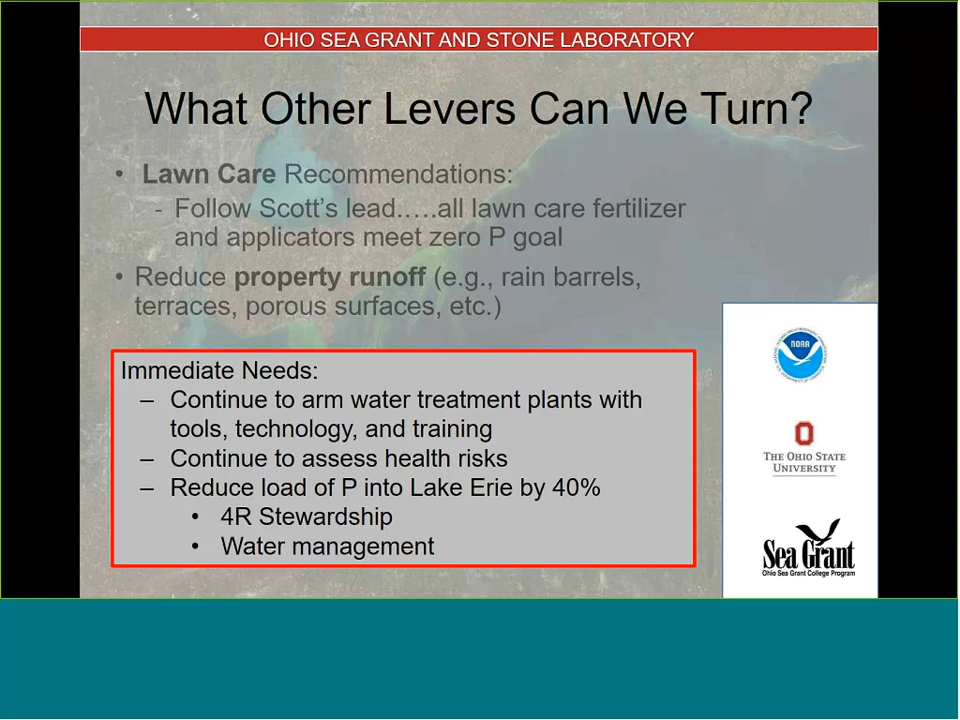 OHIO SEA GRANT AND STONE LABORATORY
What Other Levers Can We Turn?
• Lawn Care Recommendations:
- Follow Scott's lead.….all lawn care fertilizer
and applicators meet zero P goal
• Reduce property runoff (e.g., rain barrels,
terraces, porous surfaces, etc.)
Immediate Needs:
– Continue to arm water treatment plants with
tools, technology, and training
– Continue to assess health risks
– Reduce load of P into Lake Erie by 40%
• 4R Stewardship
• Water management
NOAA
O
THE OHIO STATE
UNIVERSITY
Sea Grant
Ohio Sea Grant College Program